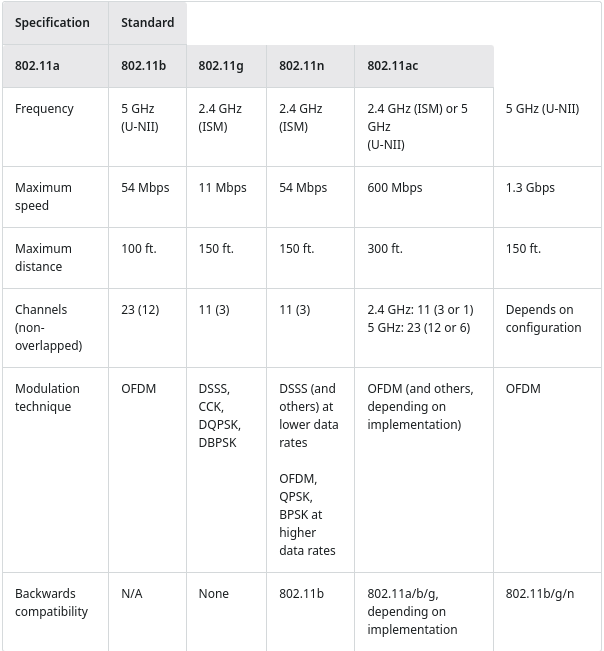 Specification Standard
802.11a 802.11b 802.11g 802.11n 802.11ac
Frequency 5 GHz 2.4 GHz 2.4 GHz 2.4 GHz (ISM) or 5 5 GHz (U-NII)
(U-NII) (ISM) (ISM) GHz
(U-NII)
Maximum 54 Mbps 11 Mbps 54 Mbps 600 Mbps 1.3 Gbps
speed
Maximum 100 ft. 150 ft. 150 ft. 300 ft. 150 ft.
distance
Channels 23 (12) 11 (3) 11 (3) 2.4 GHz: 11 (3 or 1) Depends on
(non- 5 GHz: 23 (12 or 6) configuration
overlapped)
Modulation OFDM DSSS, DSSS (and OFDM (and others, OFDM
technique CCK, others) at depending on
DQPSK, lower data implementation)
DBPSK rates
OFDM,
QPSK,
BPSK at
higher
data rates
Backwards N/A None 802.11b 802.11a/b/g, 802.11b/g/n
compatibility depending on
implementation